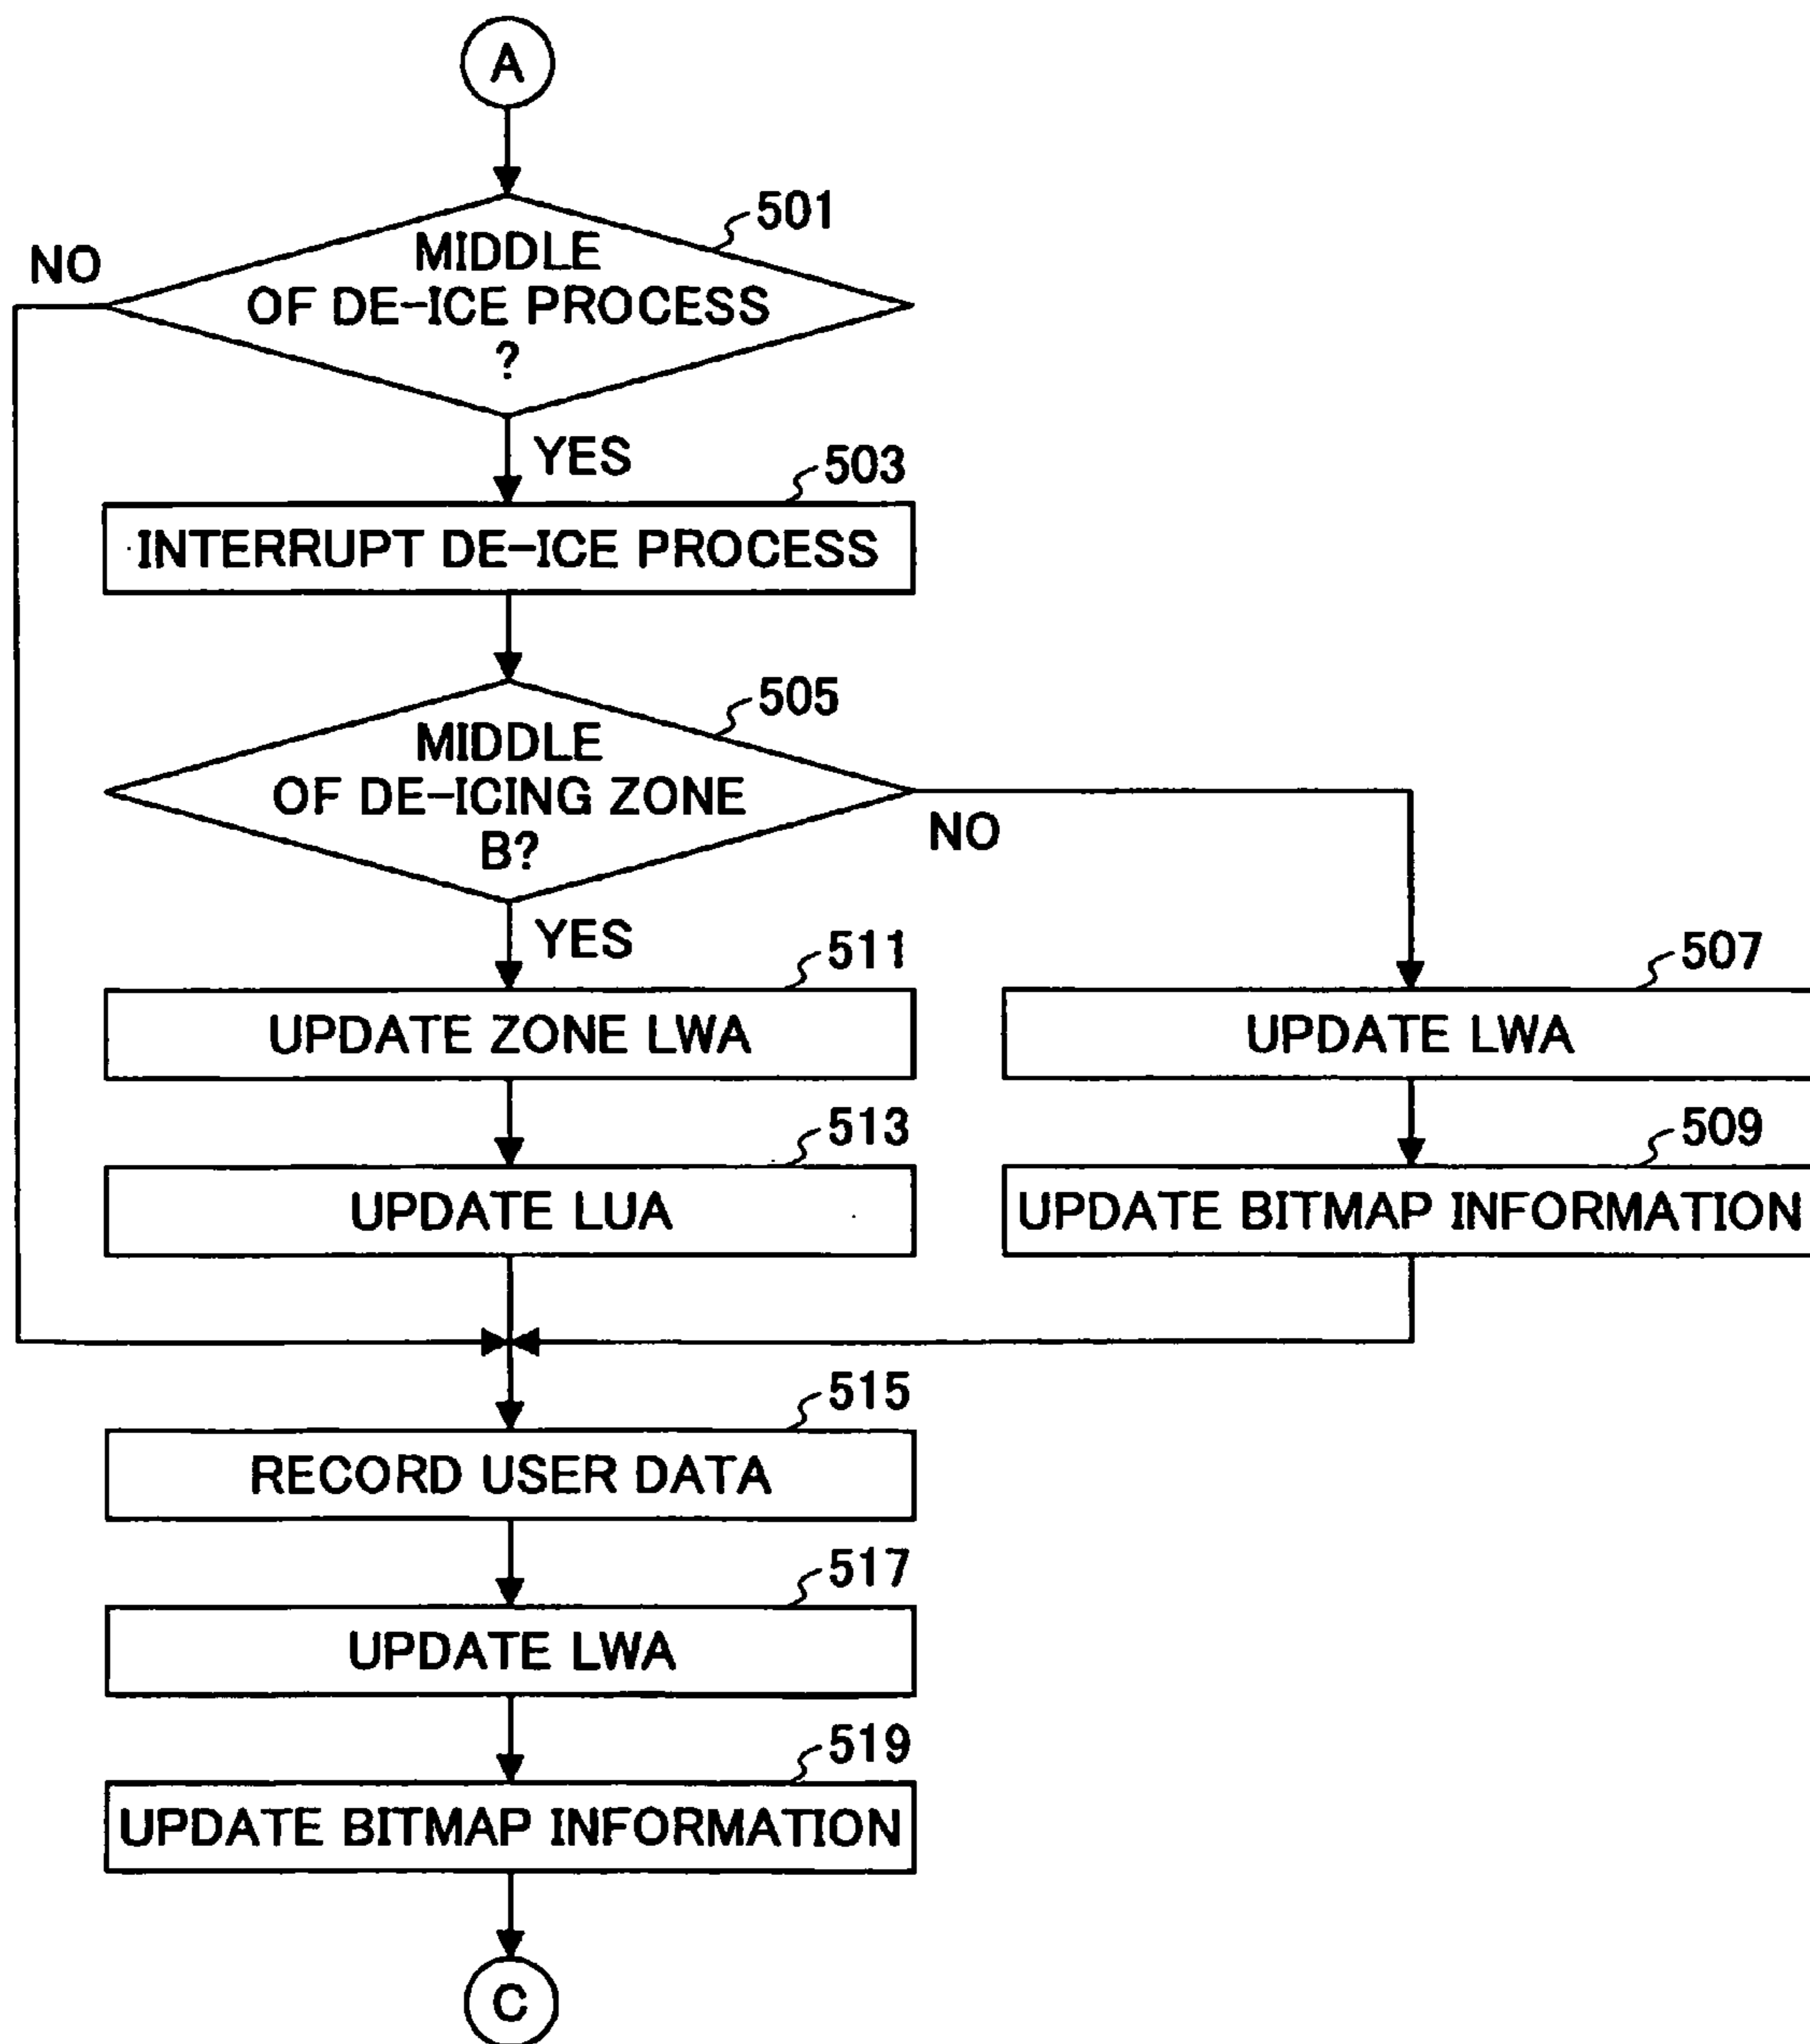 A
501
NO
MIDDLE
OF DE-ICE PROCESS
?
YES
503
INTERRUPT DE-ICE PROCESS
505
MIDDLE
OF DE-ICING ZONE
B?
NO
YES
511
507
UPDATE ZONE LWA
UPDATE LWA
513
509
UPDATE LUA
UPDATE BITMAP INFORMATION
515
RECORD USER DATA
517
UPDATE LWA
519
UPDATE BITMAP INFORMATION
C